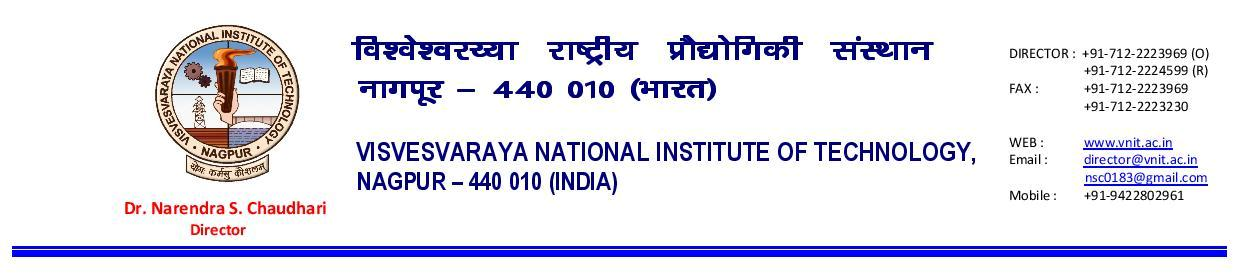 VISVESVARAYA NATIONAL INSTITUTE OF TECHNOLOGY
NAGPUR
योगः कर्मसु कौशलम्
Dr. Narendra S. Chaudhari
Director
विश्वेश्वरय्या राष्ट्रीय प्रौद्योगिकी संस्थान
नागपूर – 440 010 (भारत)
VISVESVARAYA NATIONAL INSTITUTE OF TECHNOLOGY,
NAGPUR – 440 010 (INDIA)
DIRECTOR : +91-712-2223969 (O)
+91-712-2224599 (R)
FAX : +91-712-2223969
+91-712-2223230
WEB : www.vnit.ac.in
Email : director@vnit.ac.in
nsc0183@gmail.com
Mobile : +91-9422802961